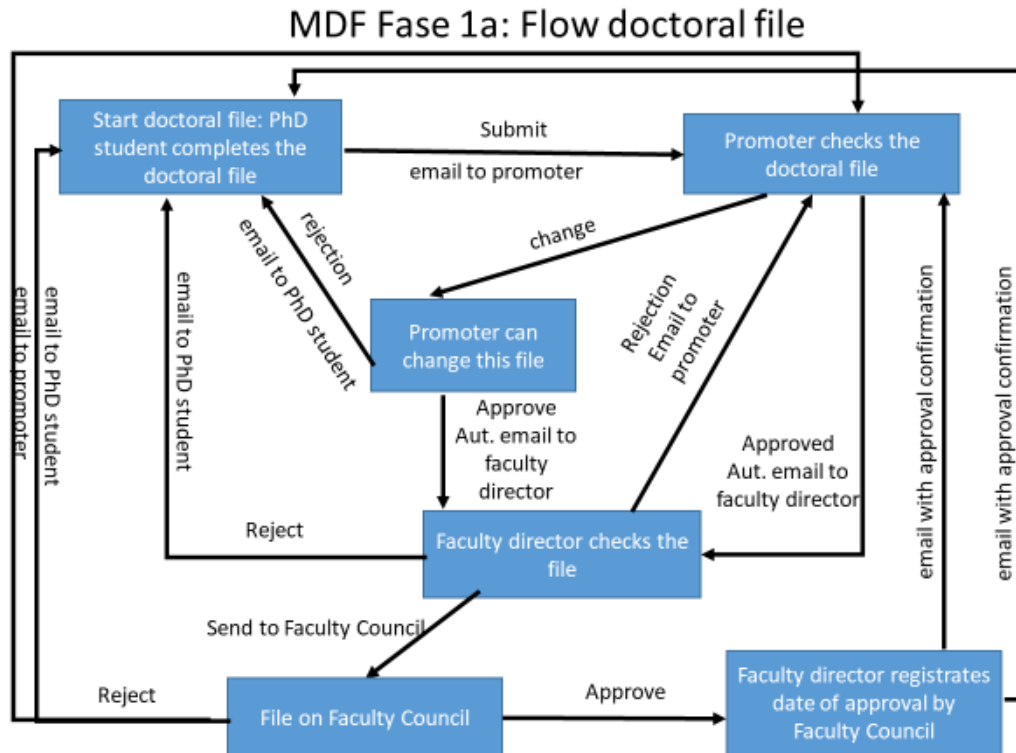 MDF Fase 1a: Flow doctoral file
Start doctoral file: PhD
student completes the
doctoral file
Submit
email to promoter
Promoter checks the
doctoral file
rejection
email to PhD student
change
Promoter can
change this file
Rejection
Email to
promoter
email to PhD student
email to promoter
email to PhD student
Approve
Aut. email to
faculty
director
Approved
Aut. email to
faculty director
email with approval confirmation
email with approval confirmation
Reject
Faculty director checks the
file
Send to Faculty Council
Reject
File on Faculty Council
Approve
Faculty director registrates
date of approval by
Faculty Council